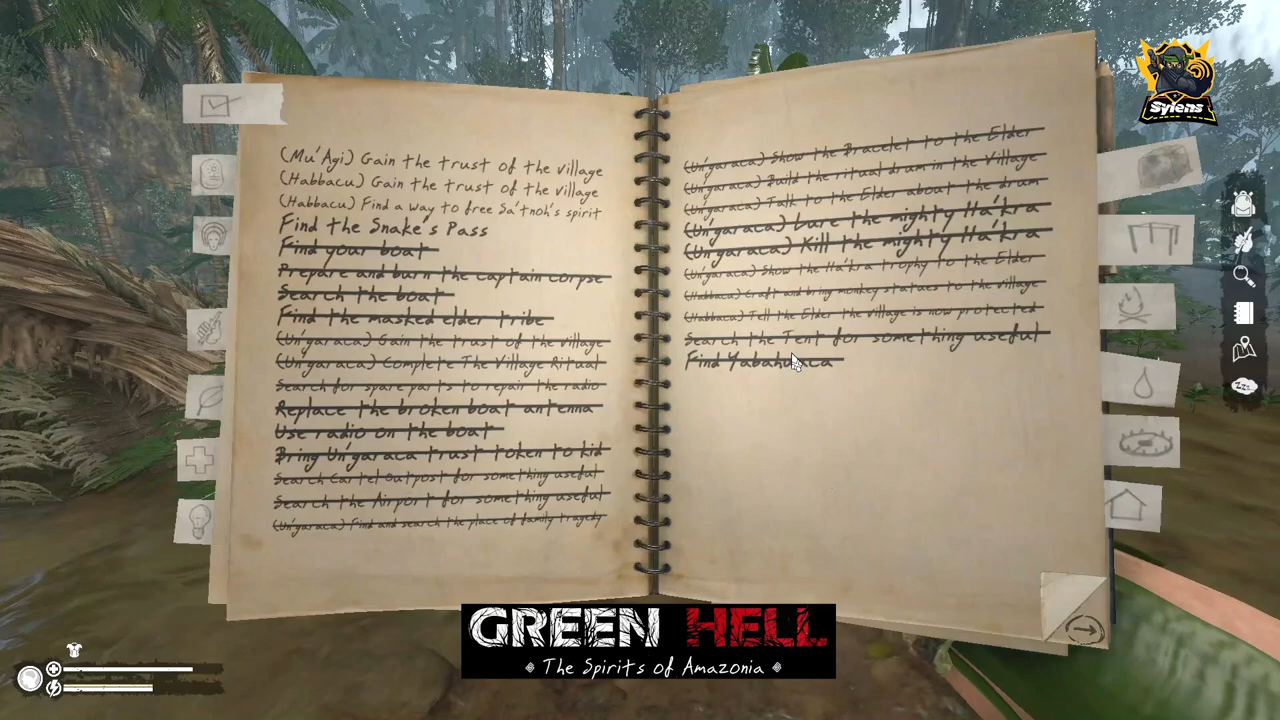 (Mu'Agi) Gain the trust of the village
(Habbacu) Gain the trust of the village
(Habbacu) Find a way to free Sa'tnoh's spirit
Find the Snake's Pass
Find your boat
Prepare and burn the captain corpse
Search the boat
Find the masked elder tribe
(Un'garaca) Gain the trust of the village
(Un'garaca) Complete The Village Ritual
Search for spare parts to repair the radio
Replace the broken boat antenna
Use radio on the boat
Bring Un'garaca trust token to kid
Search Cartel Outpost for something useful
Search the Airport for something useful
(Un'garaca) Find and search the place of family tragedy
(Un'garaca) Show the Bracelet to the Elder
(Un'garaca) Build the ritual drum in the Village
(Un'garaca) Talk to the Elder about the drum
(Un'garaca) Lure the mighty Ha'kra
(Un'garaca) Kill the mighty Ha'kra
(Un'garaca) Show the Ha'kra trophy to the Elder
(Habbacu) Craft and bring monkey statues to the village
(Habbacu) Tell the Elder the village is now protected
Search the Tent for something useful
Find Yabahuaca
Sylens
Zzz
GREEN HELL
The Spirits of Amazonia